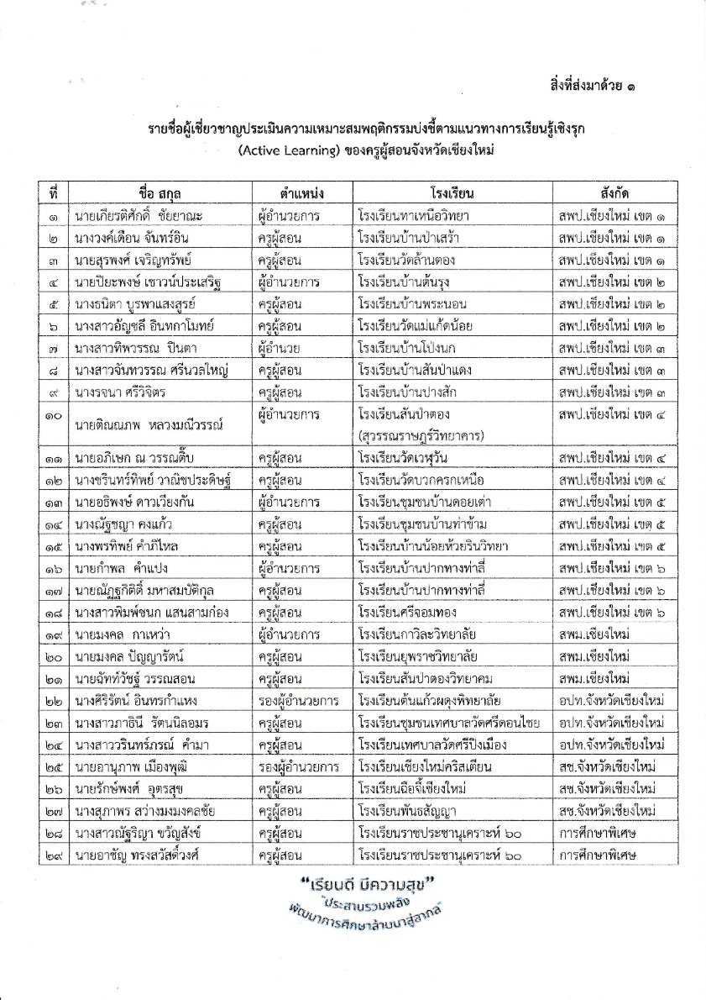 สิ่งที่ส่งมาด้วย ๑
รายชื่อผู้เชี่ยวชาญประเมินความเหมาะสมพฤติกรรมบ่งชี้ตามแนวทางการเรียนรู้เชิงรุก
(Active Learning) ของครูผู้สอนจังหวัดเชียงใหม่
ที่ ชื่อ สกุล ตำแหน่ง โรงเรียน สังกัด
๑ นายเกียรติศักดิ์ ชัยยาณะ ผู้อำนวยการ โรงเรียนทาเหนือวิทยา สพป.เชียงใหม่ เขต ๑
๒ นางวงค์เดือน จันทร์อิน ครูผู้สอน โรงเรียนบ้านป่าเสร้า สพป.เชียงใหม่ เขต ๑
๓ นายสุรพงศ์ เจริญทรัพย์ ครูผู้สอน โรงเรียนวัดล้านตอง สพป.เชียงใหม่ เขต ๑
๔ นายปิยะพงษ์ เชาวน์ประเสริฐ ผู้อำนวยการ โรงเรียนบ้านต้นรุง สพป.เชียงใหม่ เขต ๒
๕ นางธนิตา บูรพาแสงสูรย์ ครูผู้สอน โรงเรียนบ้านพระนอน สพป.เชียงใหม่ เขต ๒
๖ นางสาวอัญชลี อินทกาโมทย์ ครูผู้สอน โรงเรียนวัดแม่แก้ดน้อย สพป.เชียงใหม่ เขต ๒
๗ นางสาวทิพวรรณ ปินตา ผู้อำนวย โรงเรียนบ้านโป่งนก สพป.เชียงใหม่ เขต ๓
๘ นางสาวจันทวรรณ ศรีนวลใหญ่ ครูผู้สอน โรงเรียนบ้านสันป่าแดง สพป.เชียงใหม่ เขต ๓
๙ นางรจนา ศรีวิจิตร ครูผู้สอน โรงเรียนบ้านปางสัก สพป.เชียงใหม่ เขต ๓
๑๐ นายติณณภพ หลวงมณีวรรณ์ ผู้อำนวยการ โรงเรียนสันป่าตอง สพป.เชียงใหม่ เขต ๔
(สุวรรณราษฎร์วิทยาคาร)
๑๑ นายอภิเษก ณ วรรณติ๊บ ครูผู้สอน โรงเรียนวัดเวฬุวัน สพป.เชียงใหม่ เขต ๔
๑๒ นางชรินทร์ทิพย์ วาณิชประดิษฐ์ ครูผู้สอน โรงเรียนวัดบวกครกเหนือ สพป.เชียงใหม่ เขต ๔
๑๓ นายอธิพงษ์ ดาวเวียงกัน ผู้อำนวยการ โรงเรียนชุมชนบ้านดอยเต่า สพป.เชียงใหม่ เขต ๕
๑๔ นางณัฐชญา คงแก้ว ครูผู้สอน โรงเรียนชุมชนบ้านท่าข้าม สพป.เชียงใหม่ เขต ๕
๑๕ นางพรทิพย์ คำภิไหล ครูผู้สอน โรงเรียนบ้านน้อยห้วยรินวิทยา สพป.เชียงใหม่ เขต ๕
๑๖ นายกำพล คำแปง ผู้อำนวยการ โรงเรียนบ้านปากทางท่าลี่ สพป.เชียงใหม่ เขต ๖
๑๗ นายณัฏฐกิติติ์ มหาสมบัติกุล ครูผู้สอน โรงเรียนบ้านปากทางท่าลี่ สพป.เชียงใหม่ เขต ๖
๑๘ นางสาวพิมพ์ชนก แสนสามก๋อง ครูผู้สอน โรงเรียนศรีจอมทอง สพป.เชียงใหม่ เขต ๖
๑๙ นายมงคล กาเหว่า ผู้อำนวยการ โรงเรียนกาวิละวิทยาลัย สพม.เชียงใหม่
๒๐ นายมงคล ปัญญารัตน์ ครูผู้สอน โรงเรียนยุพราชวิทยาลัย สพม.เชียงใหม่
๒๑ นายฉัททวัชฐ์ วรรณสอน ครูผู้สอน โรงเรียนสันป่าตองวิทยาคม สพม.เชียงใหม่
๒๒ นางศิริรัตน์ อินทรกำแหง รองผู้อำนวยการ โรงเรียนต้นแก้วผดุงพิทยาลัย อปท.จังหวัดเชียงใหม่
๒๓ นางสาวภาธินี รัตนนิลอมร ครูผู้สอน โรงเรียนชุมชนเทศบาลวัดศรีดอนไชย อปท.จังหวัดเชียงใหม่
๒๔ นางสาววรินทร์ภรณ์ คำมา ครูผู้สอน โรงเรียนเทศบาลวัดศรีปิงเมือง อปท.จังหวัดเชียงใหม่
๒๕ นายอานุภาพ เมืองพุฒิ รองผู้อำนวยการ โรงเรียนเชียงใหม่คริสเตียน สช.จังหวัดเชียงใหม่
๒๖ นายรักษ์พงศ์ อุตรสุข ครูผู้สอน โรงเรียนฉือจี้เชียงใหม่ สช.จังหวัดเชียงใหม่
๒๗ นางสุภาพร สว่างมงมงคลชัย ครูผู้สอน โรงเรียนพันธสัญญา สช.จังหวัดเชียงใหม่
๒๘ นางสาวณัฐริญา ขวัญสังข์ ครูผู้สอน โรงเรียนราชประชานุเคราะห์ ๖๐ การศึกษาพิเศษ
๒๙ นายอาชัญ ทรงสวัสดิ์วงศ์ ครูผู้สอน โรงเรียนราชประชานุเคราะห์ ๖๐ การศึกษาพิเศษ
"เรียนดี มีความสุข"
"ประสานรวมพลัง
พัฒนาการศึกษาล้านนาสู่สากล"